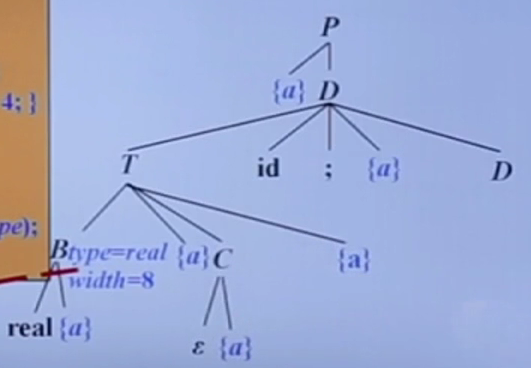 P
4; }
{a} D
T id ; {a} D
pe);
B type=real {a} C {a}
width=8
real {a}
ε {a}